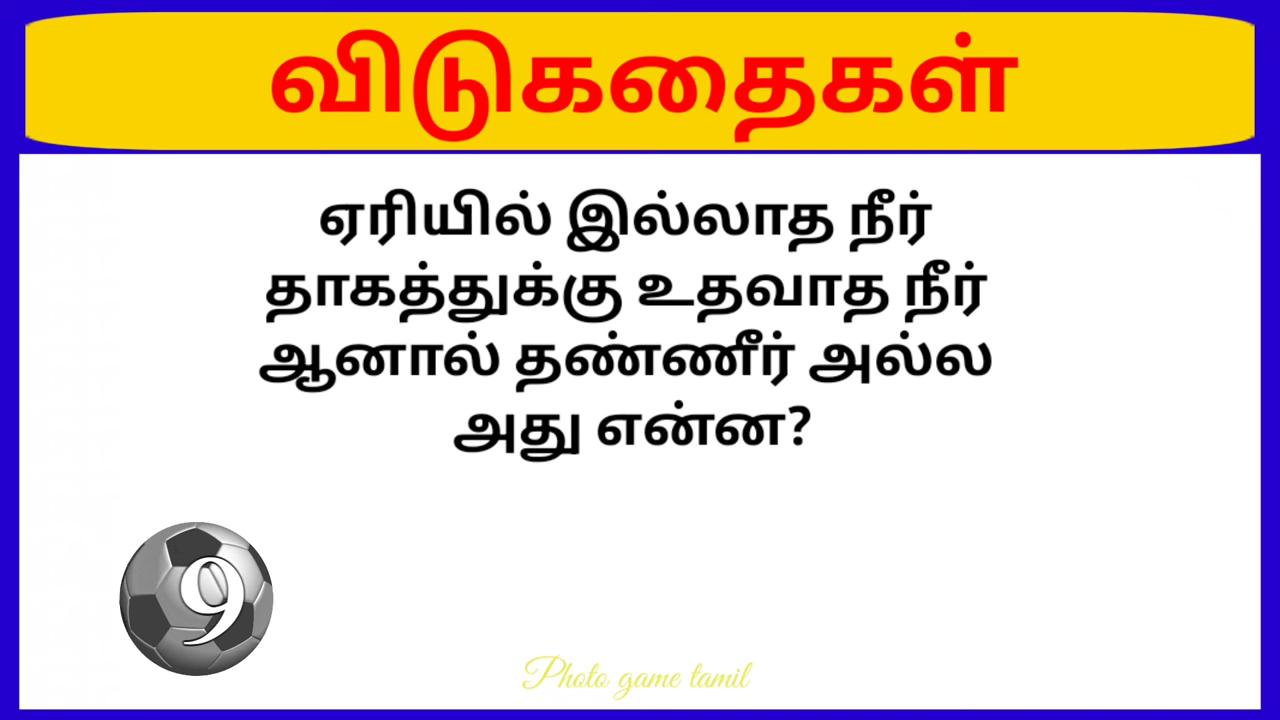 விடுகதைகள்
ஏரியில் இல்லாத நீர்
தாகத்துக்கு உதவாத நீர்
ஆனால் தண்ணீர் அல்ல
அது என்ன?
9
Photo game tamil